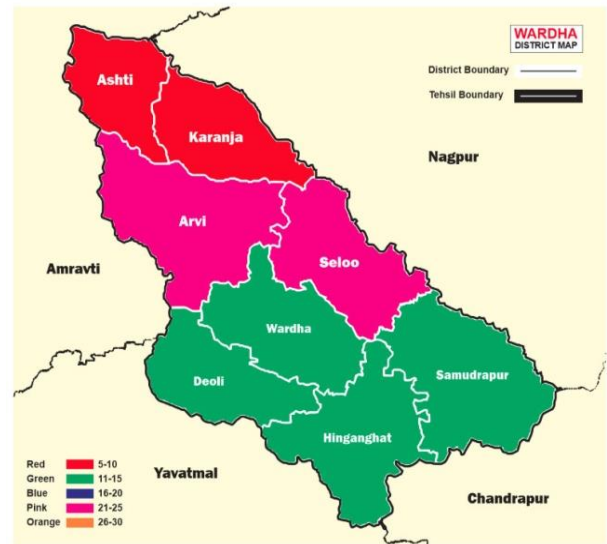 WARDHA
DISTRICT MAP
District Boundary
Tehsil Boundary
Ashti
Karanja
Nagpur
Arvi
Seloo
Amravti
Wardha
Deoli
Samudrapur
Hinganghat
Yavatmal
Chandrapur
Red 5-10
Green 11-15
Blue 16-20
Pink 21-25
Orange 26-30